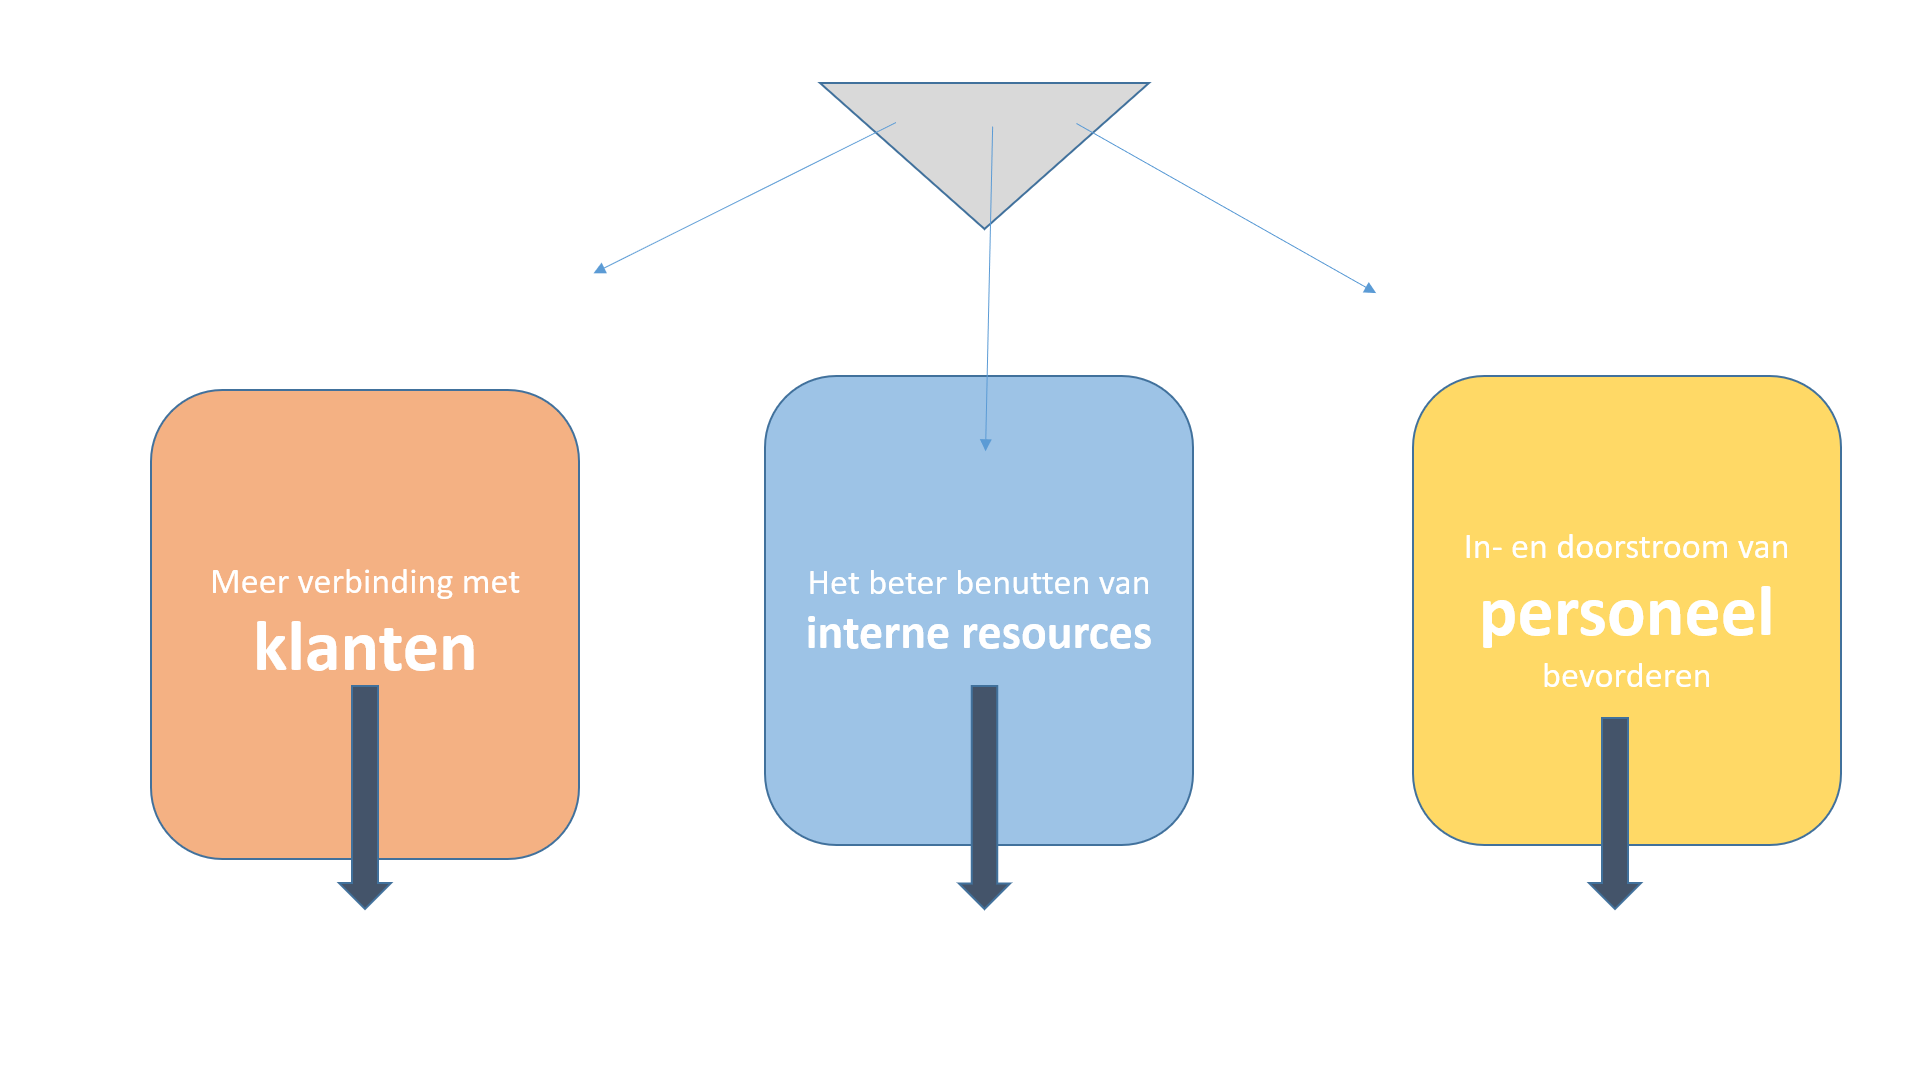 Meer verbinding met
klanten
Het beter benutten van
interne resources
In- en doorstroom van
personeel
bevorderen